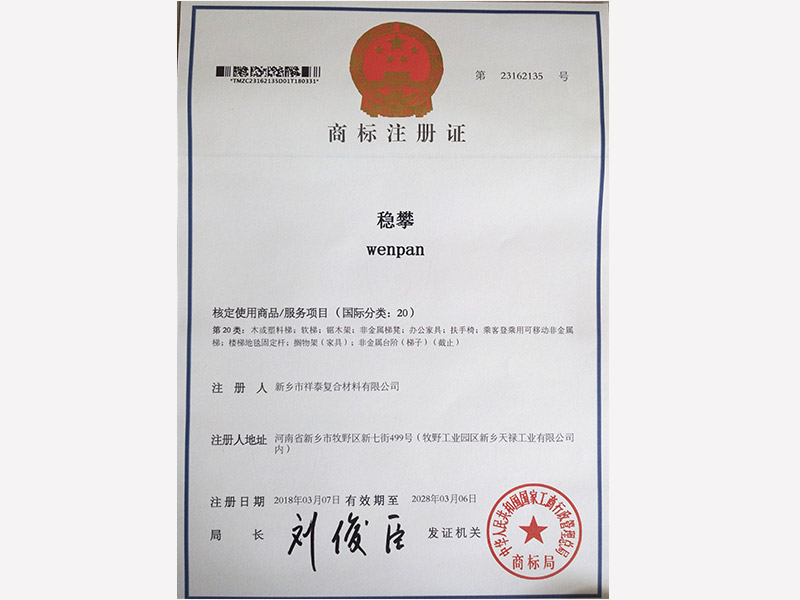 *TMZC23162135D01T180331*
第 23162135 号
商标注册证
稳攀
wenpan
核定使用商品/服务项目（国际分类：20）
第20类：木或塑料梯；软梯；锯木架；非金属梯凳；办公家具；扶手椅；乘客登乘用可移动非金属
梯；楼梯地毯固定杆；搁物架（家具）；非金属台阶（梯子）（截止）
注 册 人 新乡市祥泰复合材料有限公司
注册人地址 河南省新乡市牧野区新七街499号（牧野工业园区新乡天禄工业有限公司
内）
注册日期 2018年03月07日 有效期至 2028年03月06日
局 长 刘俊臣 发证机关
中华人民共和国国家工商行政管理总局
商标局